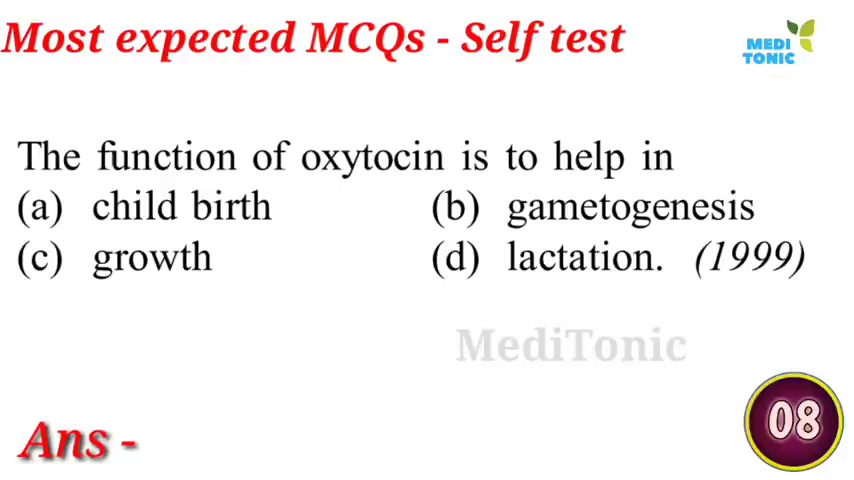 Most expected MCQs - Self test
MEDI
TONIC
The function of oxytocin is to help in
(a) child birth (b) gametogenesis
(c) growth (d) lactation. (1999)
MediTonic
08
Ans -